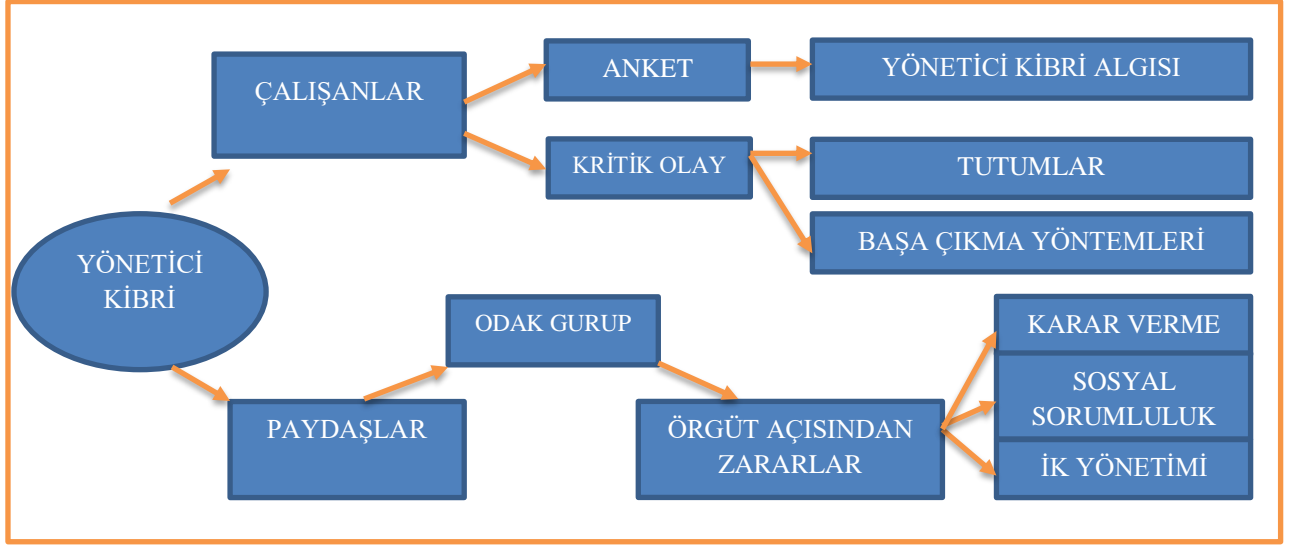 ÇALIŞANLAR
ANKET
YÖNETİCİ KİBRİ ALGISI
KRİTİK OLAY
TUTUMLAR
BAŞA ÇIKMA YÖNTEMLERİ
YÖNETİCİ
KİBRİ
ODAK GURUP
PAYDAŞLAR
ÖRGÜT AÇISINDAN
ZARARLAR
KARAR VERME
SOSYAL
SORUMLULUK
İK YÖNETİMİ